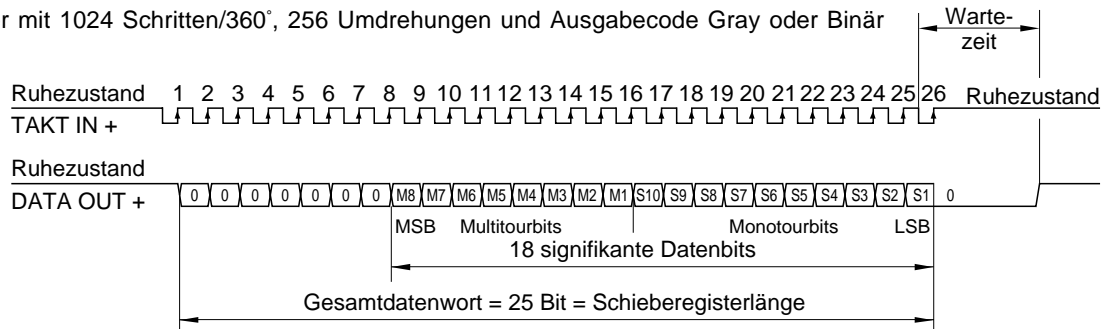 r mit 1024 Schritten/360°, 256 Umdrehungen und Ausgabecode Gray oder Binär
Warte-
zeit
Ruhezustand 1 2 3 4 5 6 7 8 9 10 11 12 13 14 15 16 17 18 19 20 21 22 23 24 25 26 Ruhezustand
TAKT IN +
Ruhezustand
DATA OUT + 0 0 0 0 0 0 0 M8 M7 M6 M5 M4 M3 M2 M1 S10 S9 S8 S7 S6 S5 S4 S3 S2 S1 0
MSB Multitourbits Monotourbits LSB
18 signifikante Datenbits
Gesamtdatenwort = 25 Bit = Schieberegisterlänge